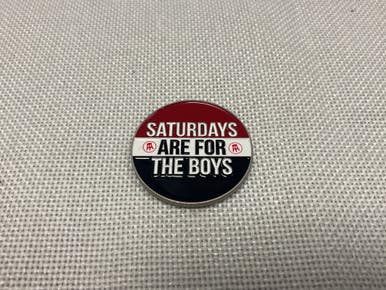 SATURDAYS
ARE FOR
THE BOYS